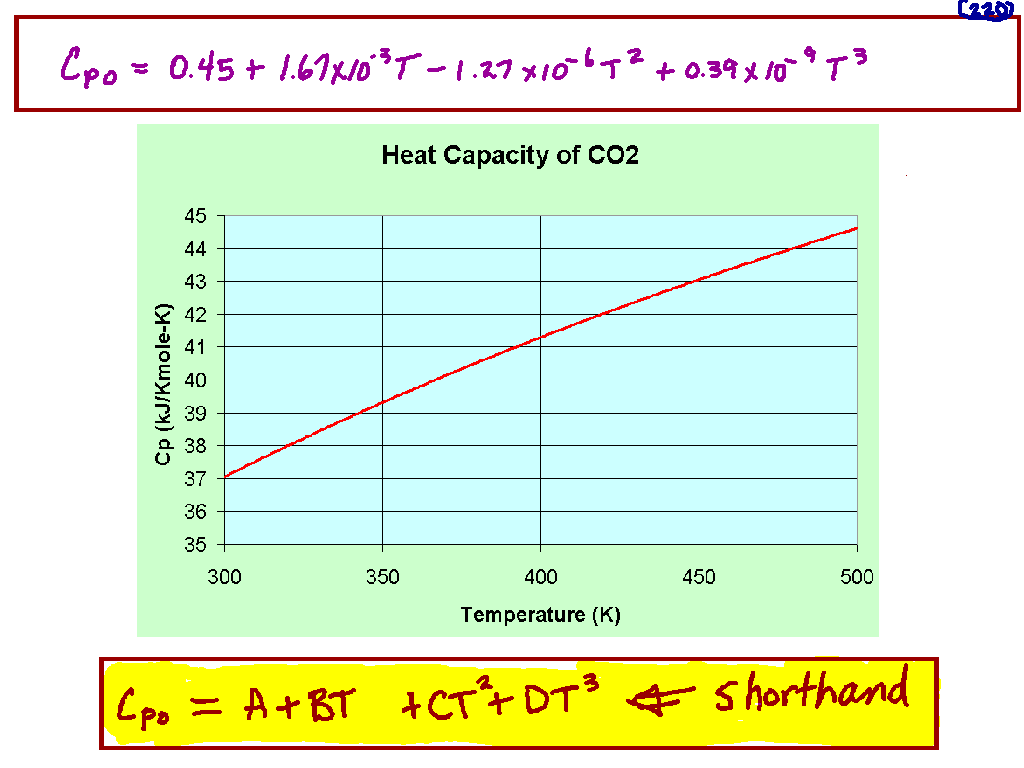 (220)
Cpo = 0.45 + 1.67x10⁻³T - 1.27x10⁻⁶T² + 0.39x10⁻⁹T³
Heat Capacity of CO2
45
44
43
42
41
40
39
38
37
36
35
Cp (kJ/Kmole-K)
300 350 400 450 500
Temperature (K)
Cpo = A+BT +CT²+DT³ ⇐ Shorthand